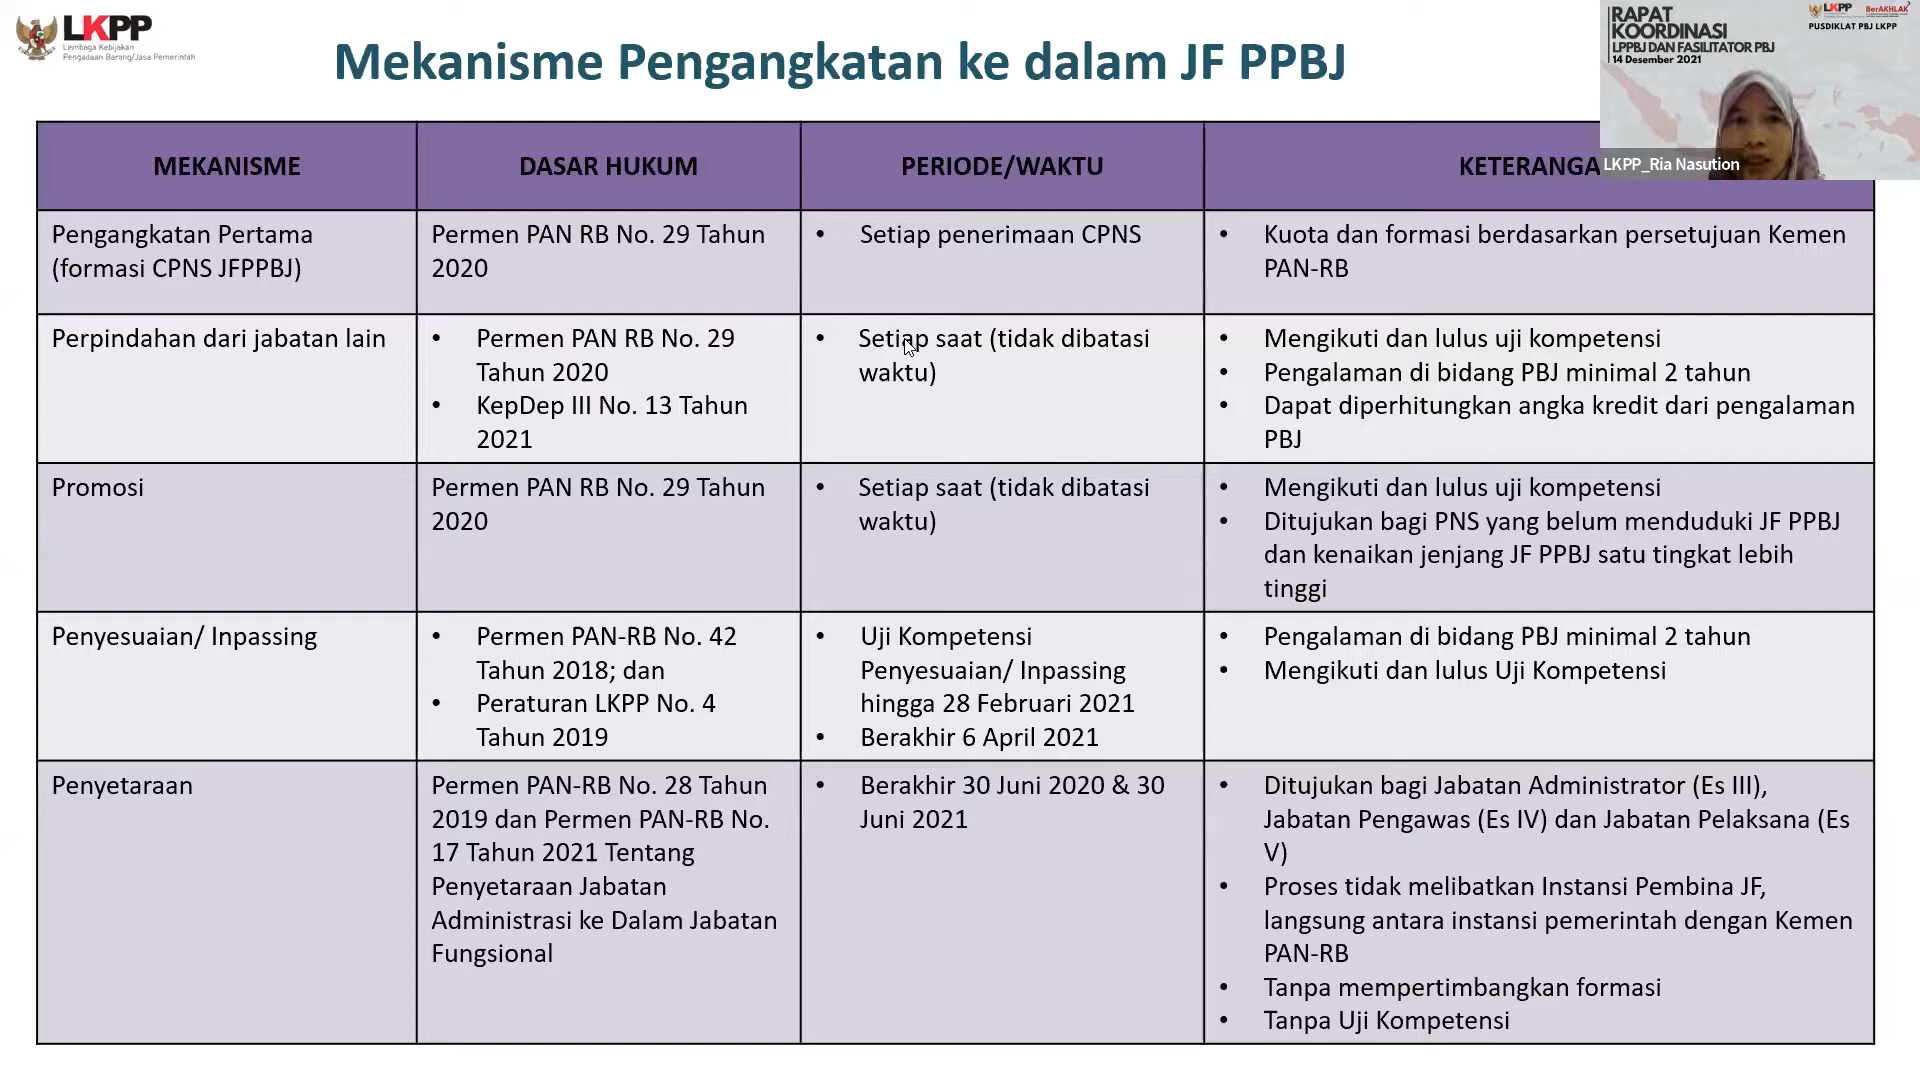 LKPP
Lembaga Kebijakan
Pengadaan Barang/Jasa Pemerintah
Mekanisme Pengangkatan ke dalam JF PPBJ
RAPAT
KOORDINASI
LPPBJ DAN FASILITATOR PBJ
14 Desember 2021
LKPP
BerAKHLAK
PUSDIKLAT PBJ LKPP
LKPP_Ria Nasution
MEKANISME
DASAR HUKUM
PERIODE/WAKTU
KETERANGA
Pengangkatan Pertama
(formasi CPNS JFPPBJ)
Permen PAN RB No. 29 Tahun
2020
• Setiap penerimaan CPNS
• Kuota dan formasi berdasarkan persetujuan Kemen
PAN-RB
Perpindahan dari jabatan lain
• Permen PAN RB No. 29
Tahun 2020
• KepDep III No. 13 Tahun
2021
• Setiap saat (tidak dibatasi
waktu)
• Mengikuti dan lulus uji kompetensi
• Pengalaman di bidang PBJ minimal 2 tahun
• Dapat diperhitungkan angka kredit dari pengalaman
PBJ
Promosi
Permen PAN RB No. 29 Tahun
2020
• Setiap saat (tidak dibatasi
waktu)
• Mengikuti dan lulus uji kompetensi
• Ditujukan bagi PNS yang belum menduduki JF PPBJ
dan kenaikan jenjang JF PPBJ satu tingkat lebih
tinggi
Penyesuaian/ Inpassing
• Permen PAN-RB No. 42
Tahun 2018; dan
• Peraturan LKPP No. 4
Tahun 2019
• Uji Kompetensi
Penyesuaian/ Inpassing
hingga 28 Februari 2021
• Berakhir 6 April 2021
• Pengalaman di bidang PBJ minimal 2 tahun
• Mengikuti dan lulus Uji Kompetensi
Penyetaraan
Permen PAN-RB No. 28 Tahun
2019 dan Permen PAN-RB No.
17 Tahun 2021 Tentang
Penyetaraan Jabatan
Administrasi ke Dalam Jabatan
Fungsional
• Berakhir 30 Juni 2020 & 30
Juni 2021
• Ditujukan bagi Jabatan Administrator (Es III),
Jabatan Pengawas (Es IV) dan Jabatan Pelaksana (Es
V)
• Proses tidak melibatkan Instansi Pembina JF,
langsung antara instansi pemerintah dengan Kemen
PAN-RB
• Tanpa mempertimbangkan formasi
• Tanpa Uji Kompetensi